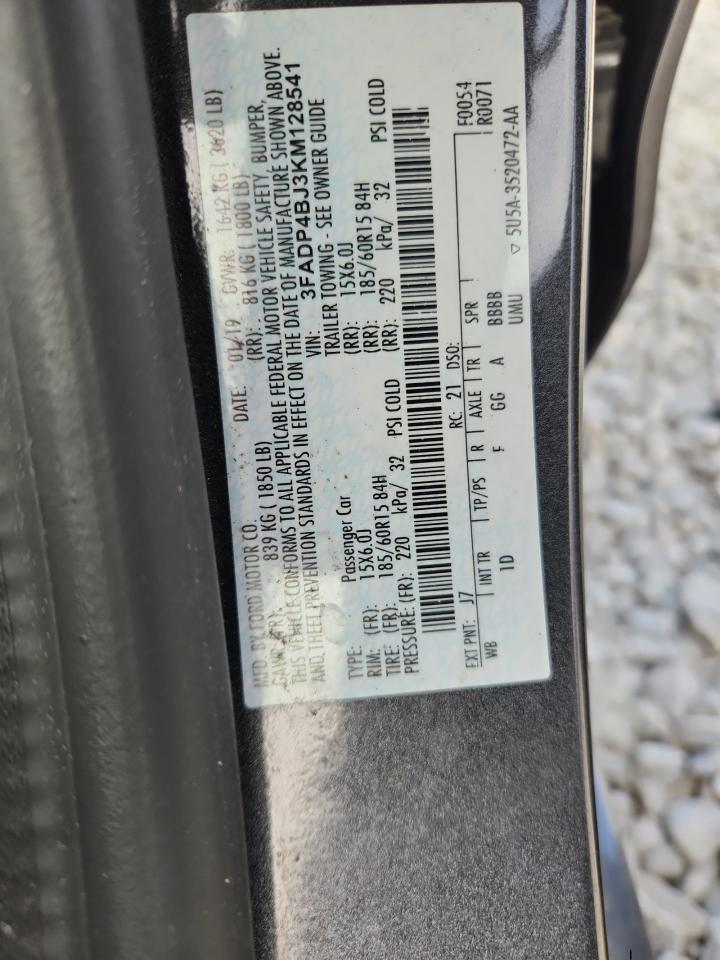 MFD. BY FORD MOTOR CO. DATE: 01/19 GVWR: 1642 KG ( 3620 LB)
GAWR (FR): 839 KG ( 1850 LB) (RR): 816 KG ( 1800 LB)
THIS VEHICLE CONFORMS TO ALL APPLICABLE FEDERAL MOTOR VEHICLE SAFETY, BUMPER,
AND THEFT PREVENTION STANDARDS IN EFFECT ON THE DATE OF MANUFACTURE SHOWN ABOVE.
VIN: 3FADP4BJ3KM128541
TYPE: Passenger Car TRAILER TOWING - SEE OWNER GUIDE
RIM: (FR): 15X6.0J (RR): 15X6.0J
TIRE: (FR): 185/60R15 84H (RR): 185/60R15 84H
PRESSURE: (FR): 220 kPa/ 32 PSI COLD (RR): 220 kPa/ 32 PSI COLD
F0054
R0071
EXT PNT: J7 RC: 21 DSO:
WB INT TR TP/PS R AXLE TR SPR
1D F GG A BBBB
UMU ▽ 5U5A-3520472-AA